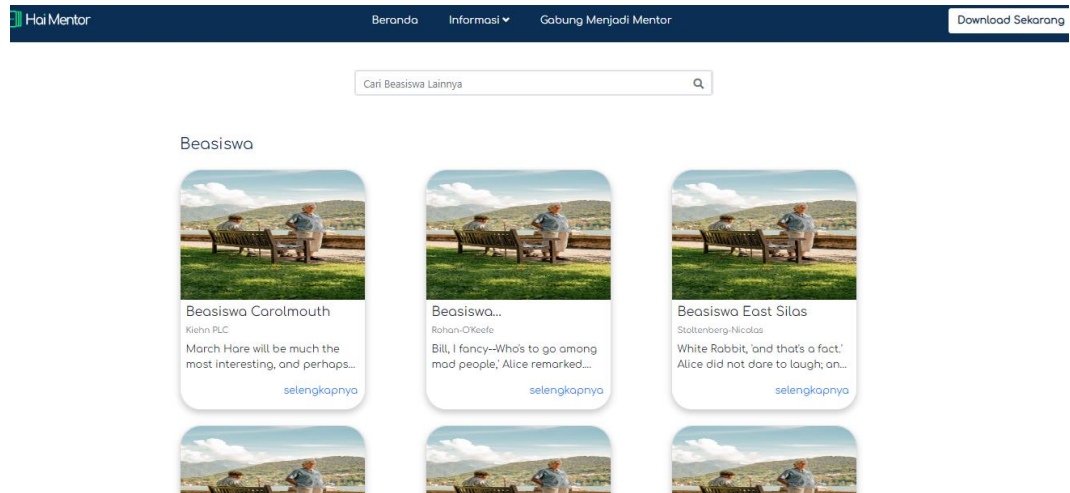 Hai Mentor
Beranda Informasi Gabung Menjadi Mentor Download Sekarang
Cari Beasiswa Lainnya
Beasiswa
Beasiswa Carolmouth
Kiehn PLC
March Hare will be much the
most interesting, and perhaps...
selengkapnya
Beasiswa...
Rohan-O'Keefe
Bill, I fancy--Who's to go among
mad people,' Alice remarked....
selengkapnya
Beasiswa East Silas
Stoltenberg-Nicolas
White Rabbit, 'and that's a fact.'
Alice did not dare to laugh; an...
selengkapnya